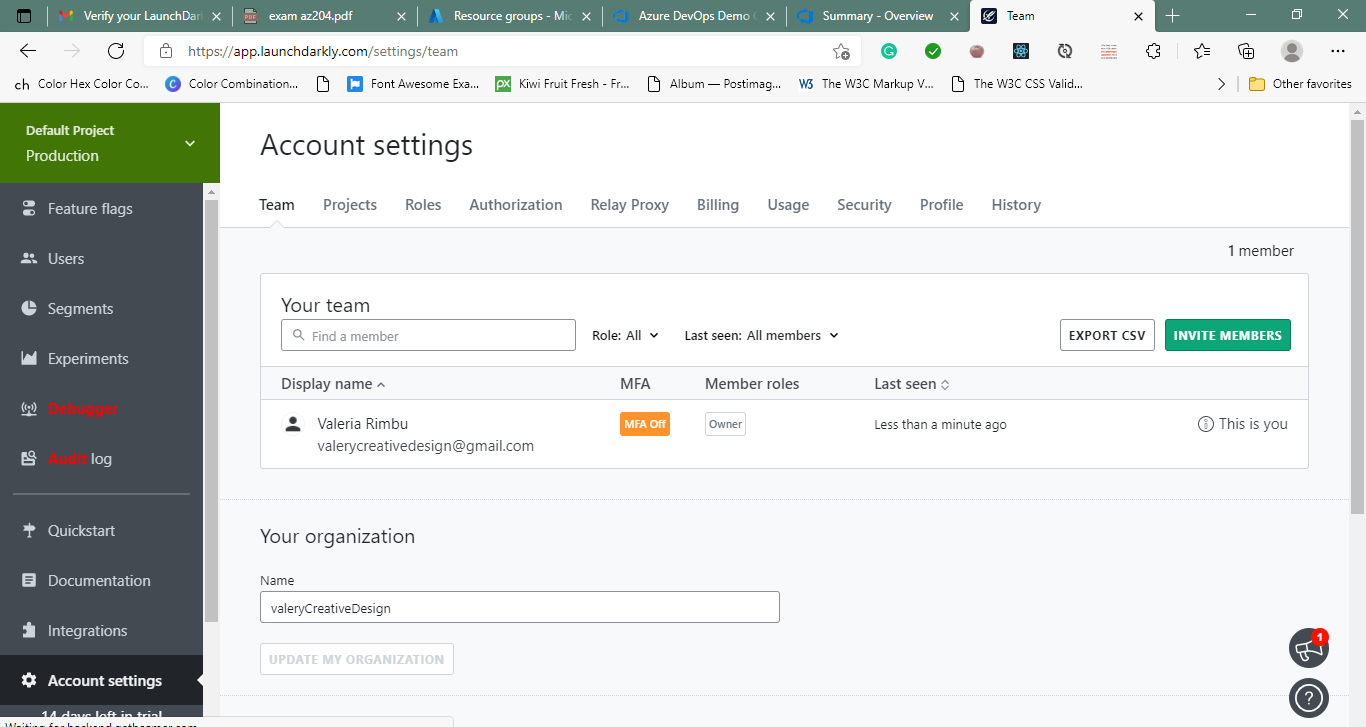 Verify your LaunchDar
exam az204.pdf
Resource groups - Mic
Azure DevOps Demo
Summary - Overview
Team
https://app.launchdarkly.com/settings/team
ch Color Hex Color Co...
Color Combination...
Font Awesome Exa...
Kiwi Fruit Fresh - Fr...
Album — Postimag...
The W3C Markup V...
The W3C CSS Valid...
Other favorites
Default Project
Production
Feature flags
Users
Segments
Experiments
Debugger
Audit log
Quickstart
Documentation
Integrations
Account settings
14 days left in trial
Account settings
Team Projects Roles Authorization Relay Proxy Billing Usage Security Profile History
1 member
Your team
Find a member
Role: All
Last seen: All members
EXPORT CSV
INVITE MEMBERS
Display name MFA Member roles Last seen
Valeria Rimbu MFA Off Owner Less than a minute ago This is you
valerycreativedesign@gmail.com
Your organization
Name
valeryCreativeDesign
UPDATE MY ORGANIZATION
1
?